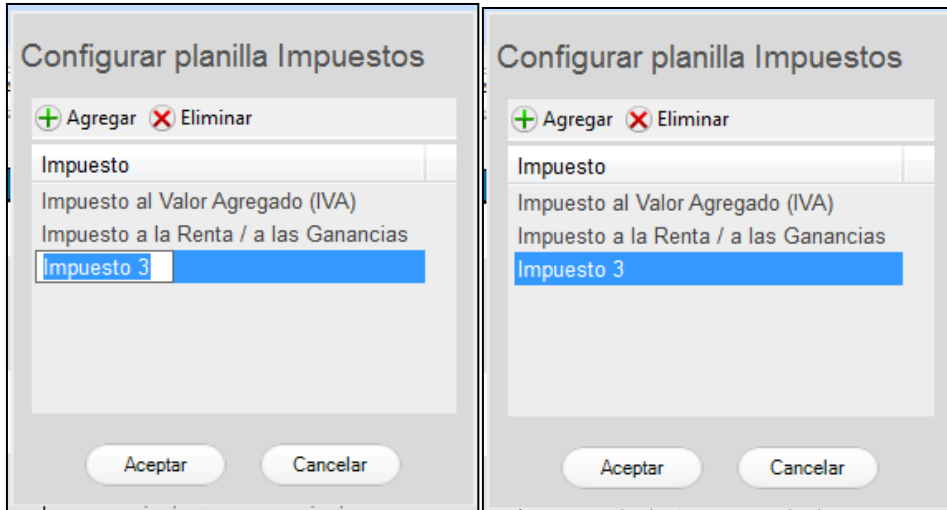 Configurar planilla Impuestos
Agregar Eliminar
Impuesto
Impuesto al Valor Agregado (IVA)
Impuesto a la Renta / a las Ganancias
Impuesto 3
Aceptar Cancelar
Configurar planilla Impuestos
Agregar Eliminar
Impuesto
Impuesto al Valor Agregado (IVA)
Impuesto a la Renta / a las Ganancias
Impuesto 3
Aceptar Cancelar